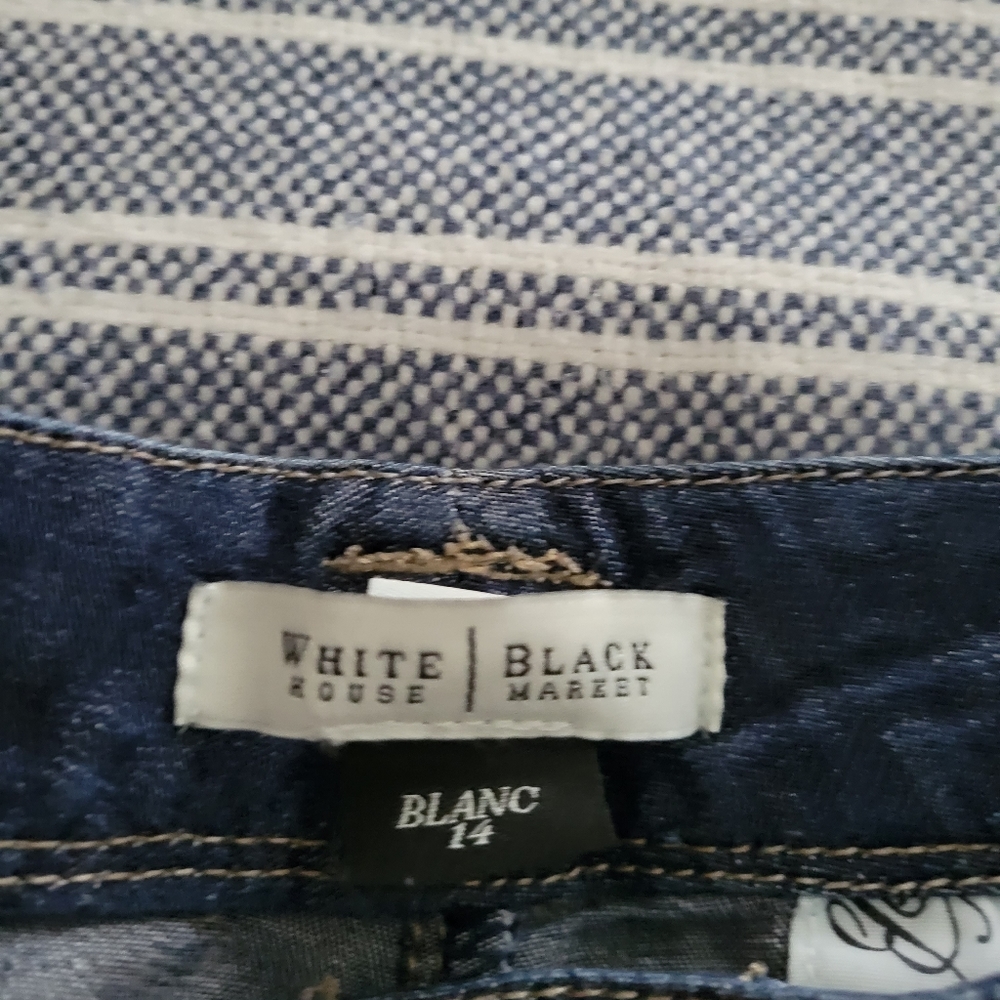 WHITE | BLACK
HOUSE MARKET
BLANC
14